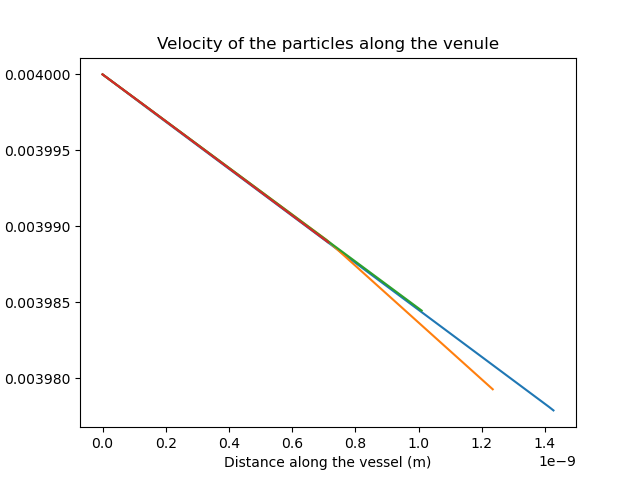 Velocity of the particles along the venule
0.004000
0.003995
0.003990
0.003985
0.003980
0.0 0.2 0.4 0.6 0.8 1.0 1.2 1.4
1e−9
Distance along the vessel (m)